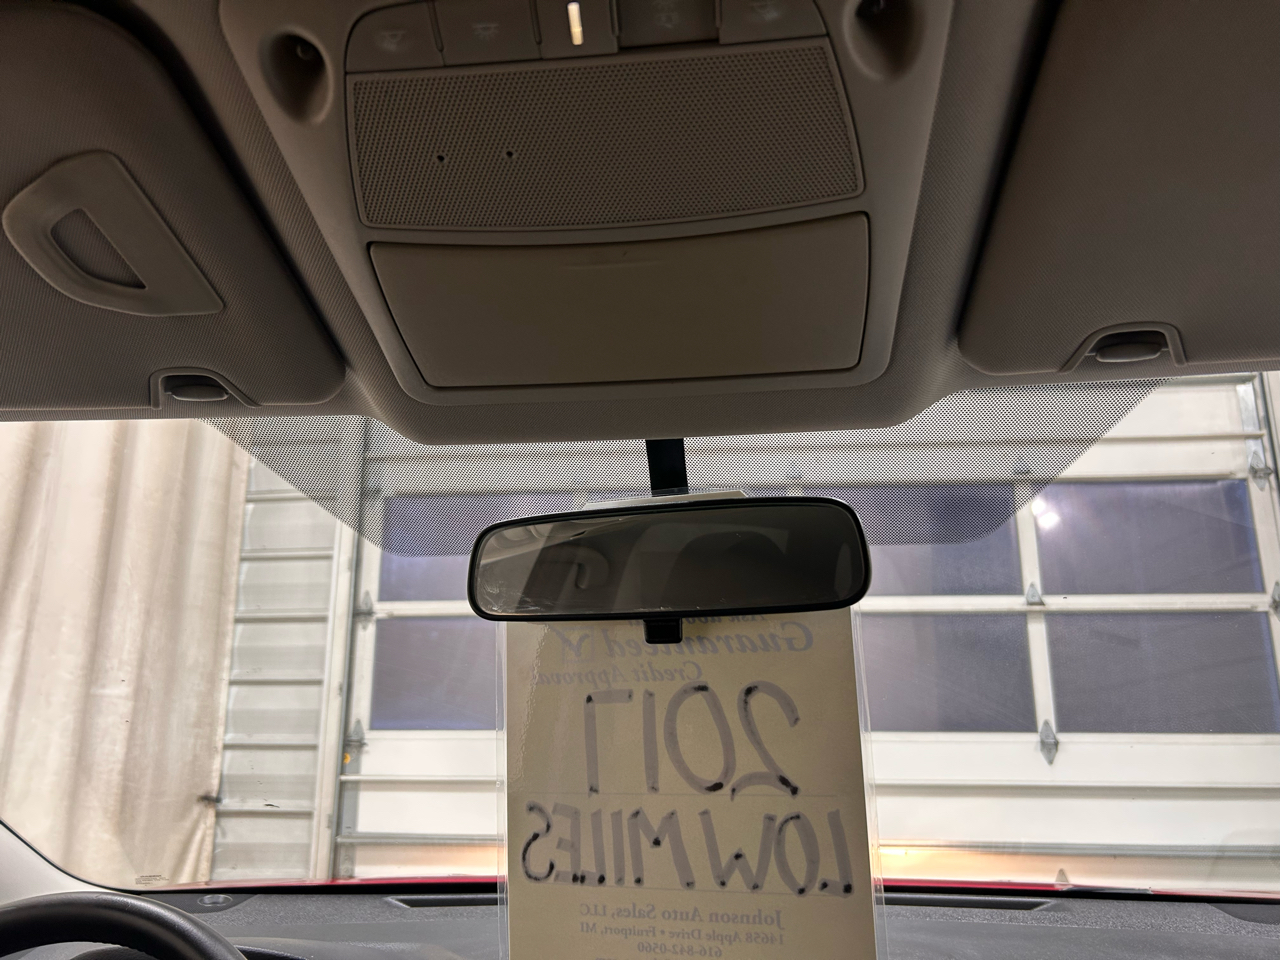 Guaranteed
Credit Approval
2017
LOW MILES
Johnson Auto Sales, LLC
14658 Apple Drive • Fruitport, MI
616-842-0560